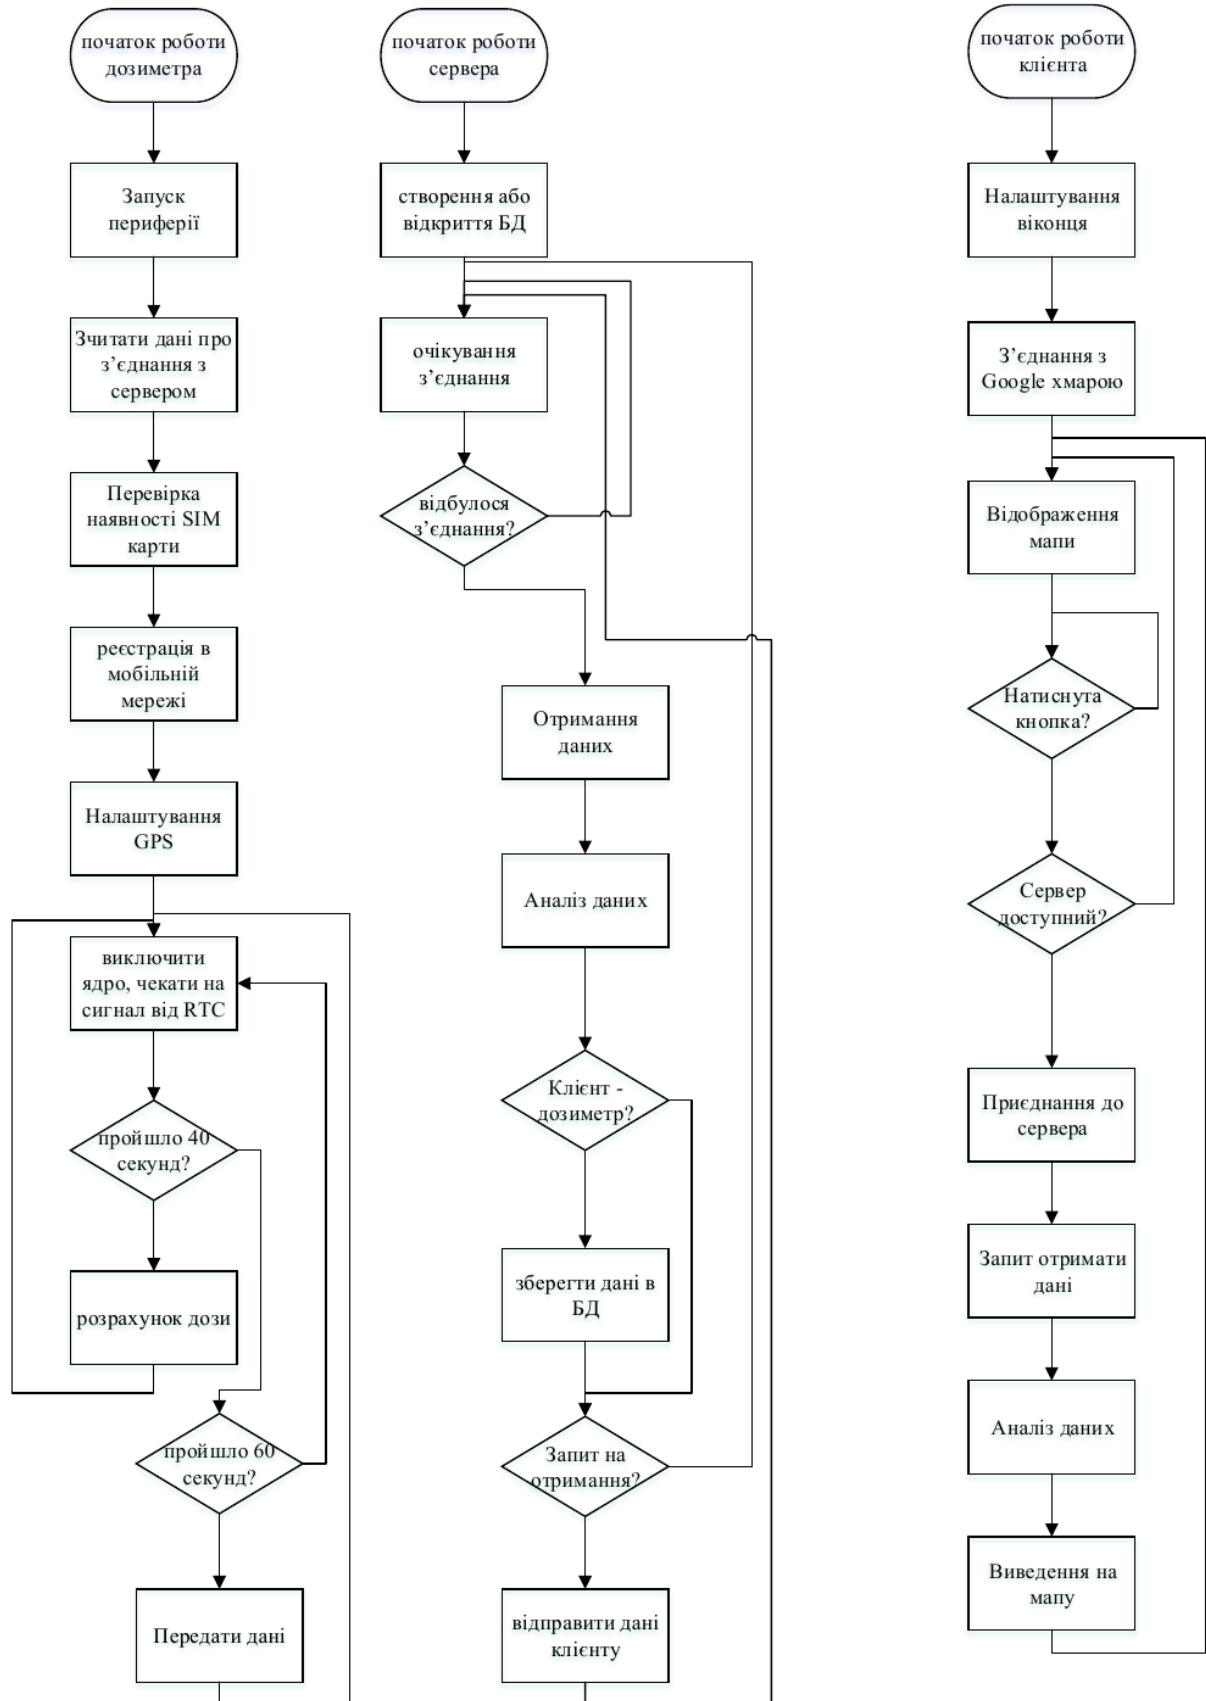 початок роботи
дозиметра
Запуск
периферії
Зчитати дані про
з’єднання з
сервером
Перевірка
наявності SIM
карти
реєстрація в
мобільній
мережі
Налаштування
GPS
виключити
ядро, чекати на
сигнал від RTC
пройшло 40
секунд?
розрахунок дози
пройшло 60
секунд?
Передати дані
початок роботи
сервера
створення або
відкриття БД
очікування
з’єднання
відбулося
з’єднання?
Отримання
даних
Аналіз даних
Клієнт -
дозиметр?
зберегти дані в
БД
Запит на
отримання?
відправити дані
клієнту
початок роботи
клієнта
Налаштування
віконця
З’єднання з
Google хмарою
Відображення
мапи
Натиснута
кнопка?
Сервер
доступний?
Приєднання до
сервера
Запит отримати
дані
Аналіз даних
Виведення на
мапу